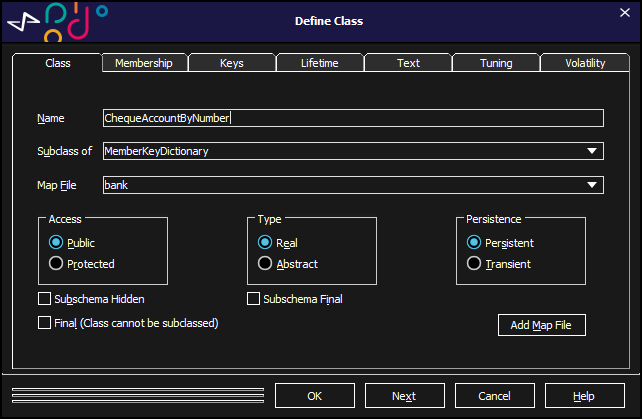 Define Class
Class Membership Keys Lifetime Text Tuning Volatility
Name ChequeAccountByNumber
Subclass of MemberKeyDictionary
Map File bank
Access Type Persistence
Public Real Persistent
Protected Abstract Transient
Subschema Hidden Subschema Final
Final (Class cannot be subclassed) Add Map File
OK Next Cancel Help